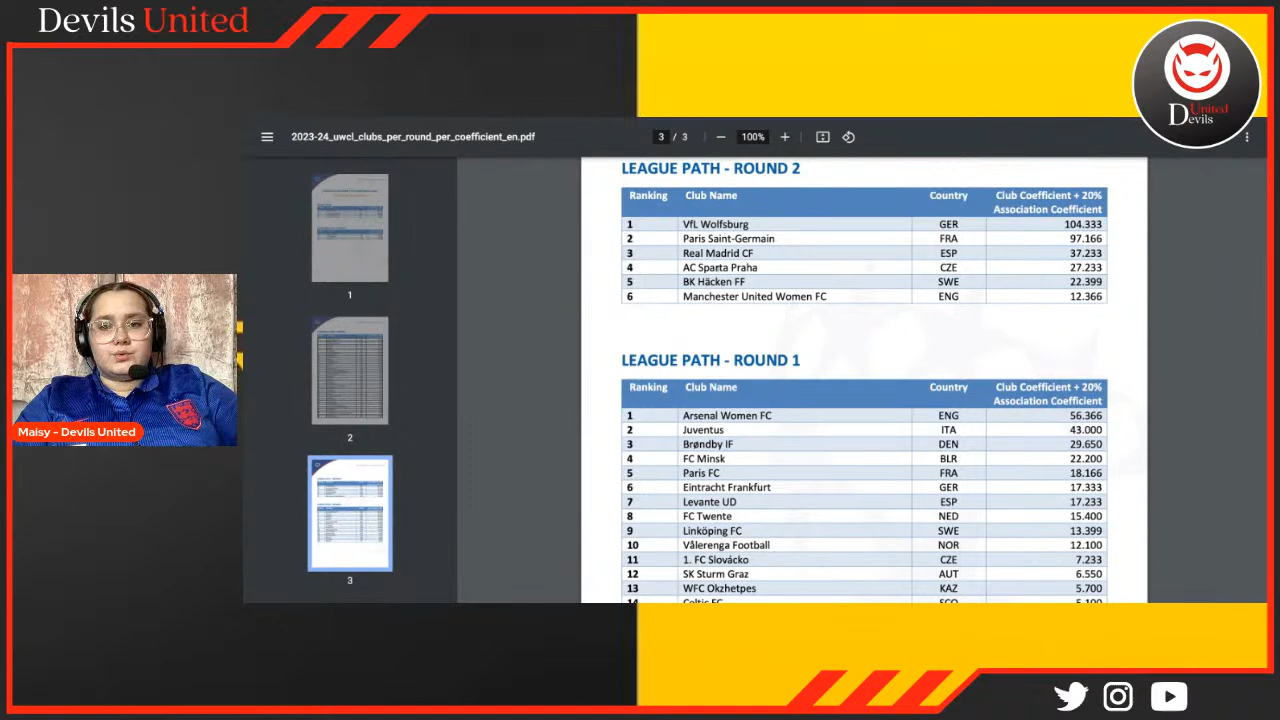 Devils United
United
Devils
2023-24_uwcl_clubs_per_round_per_coefficient_en.pdf
3 / 3
100%
1
2
3
Maisy - Devils United
LEAGUE PATH - ROUND 2
Ranking Club Name Country Club Coefficient + 20% Association Coefficient
1 VfL Wolfsburg GER 104.333
2 Paris Saint-Germain FRA 97.166
3 Real Madrid CF ESP 37.233
4 AC Sparta Praha CZE 27.233
5 BK Häcken FF SWE 22.399
6 Manchester United Women FC ENG 12.366
LEAGUE PATH - ROUND 1
Ranking Club Name Country Club Coefficient + 20% Association Coefficient
1 Arsenal Women FC ENG 56.366
2 Juventus ITA 43.000
3 Brøndby IF DEN 29.650
4 FC Minsk BLR 22.200
5 Paris FC FRA 18.166
6 Eintracht Frankfurt GER 17.333
7 Levante UD ESP 17.233
8 FC Twente NED 15.400
9 Linköping FC SWE 13.399
10 Vålerenga Football NOR 12.100
11 1. FC Slovácko CZE 7.233
12 SK Sturm Graz AUT 6.550
13 WFC Okzhetpes KAZ 5.700
14 Celtic FC SCO 5.100